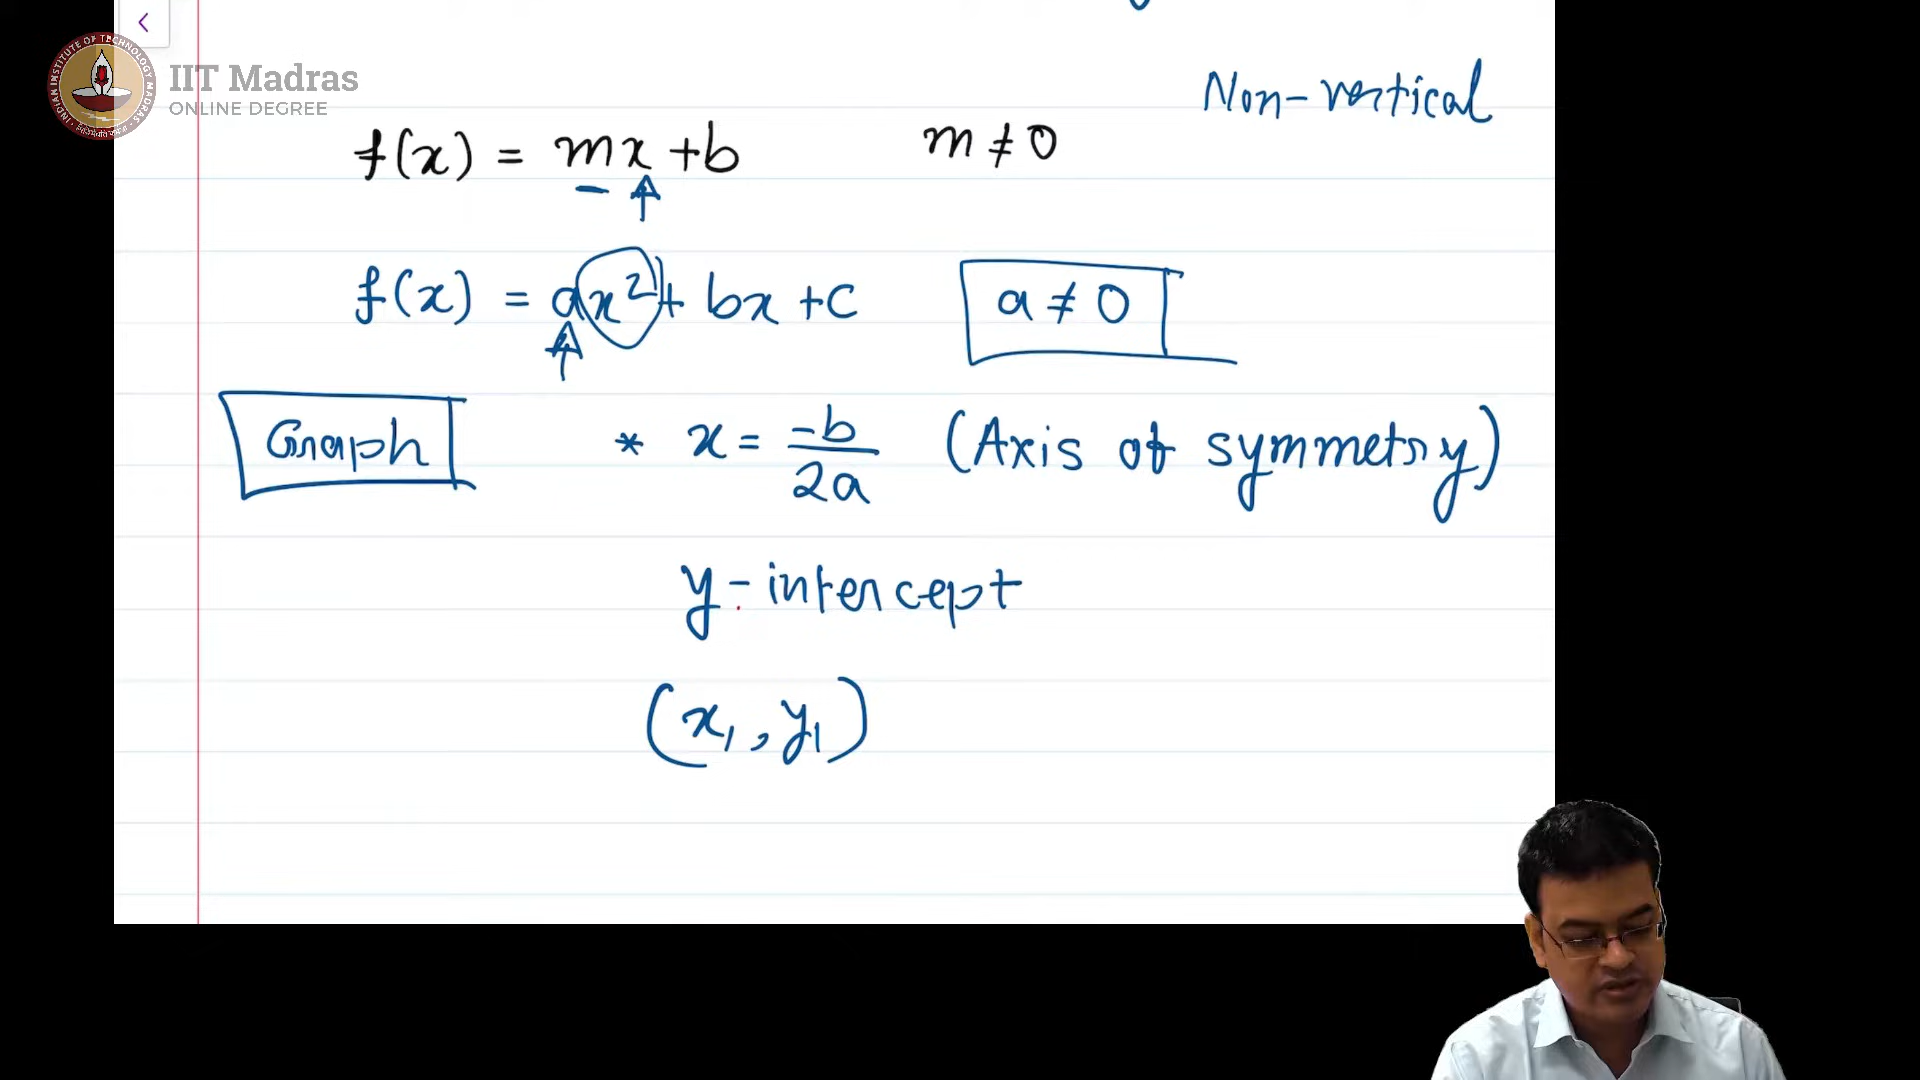 IIT Madras
ONLINE DEGREE
Non-vertical
f(x) = mx + b m ≠ 0
f(x) = ax² + bx + c a ≠ 0
Graph * x = -b/2a (Axis of symmetry)
y-intercept
(x₁, y₁)